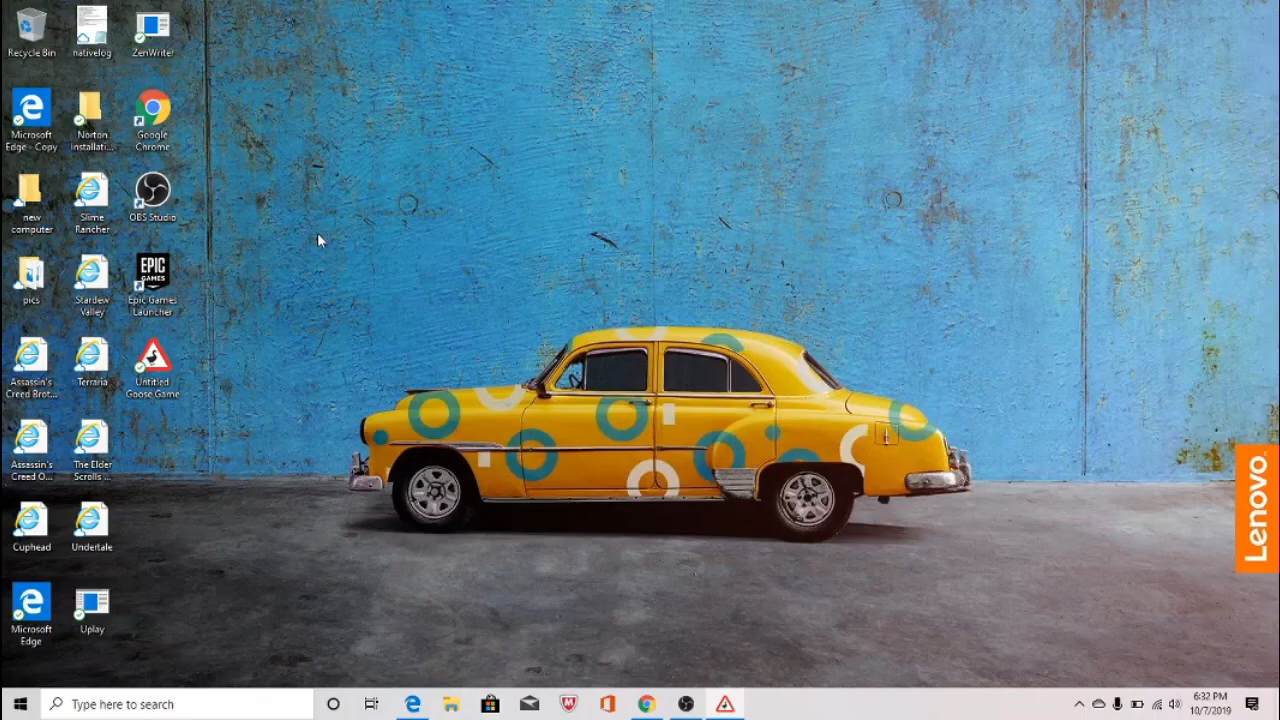 Recycle Bin
nativelog
ZenWriter
Microsoft
Edge - Copy
Norton
Installati...
Google
Chrome
new
computer
Slime
Rancher
OBS Studio
pics
Stardew
Valley
EPIC
GAMES
Epic Games
Launcher
Assassin's
Creed Brot...
Terraria
Untitled
Goose Game
Assassin's
Creed O...
The Elder
Scrolls ...
Cuphead
Undertale
Microsoft
Edge
Uplay
Lenovo
Type here to search
6:32 PM
10/7/2019